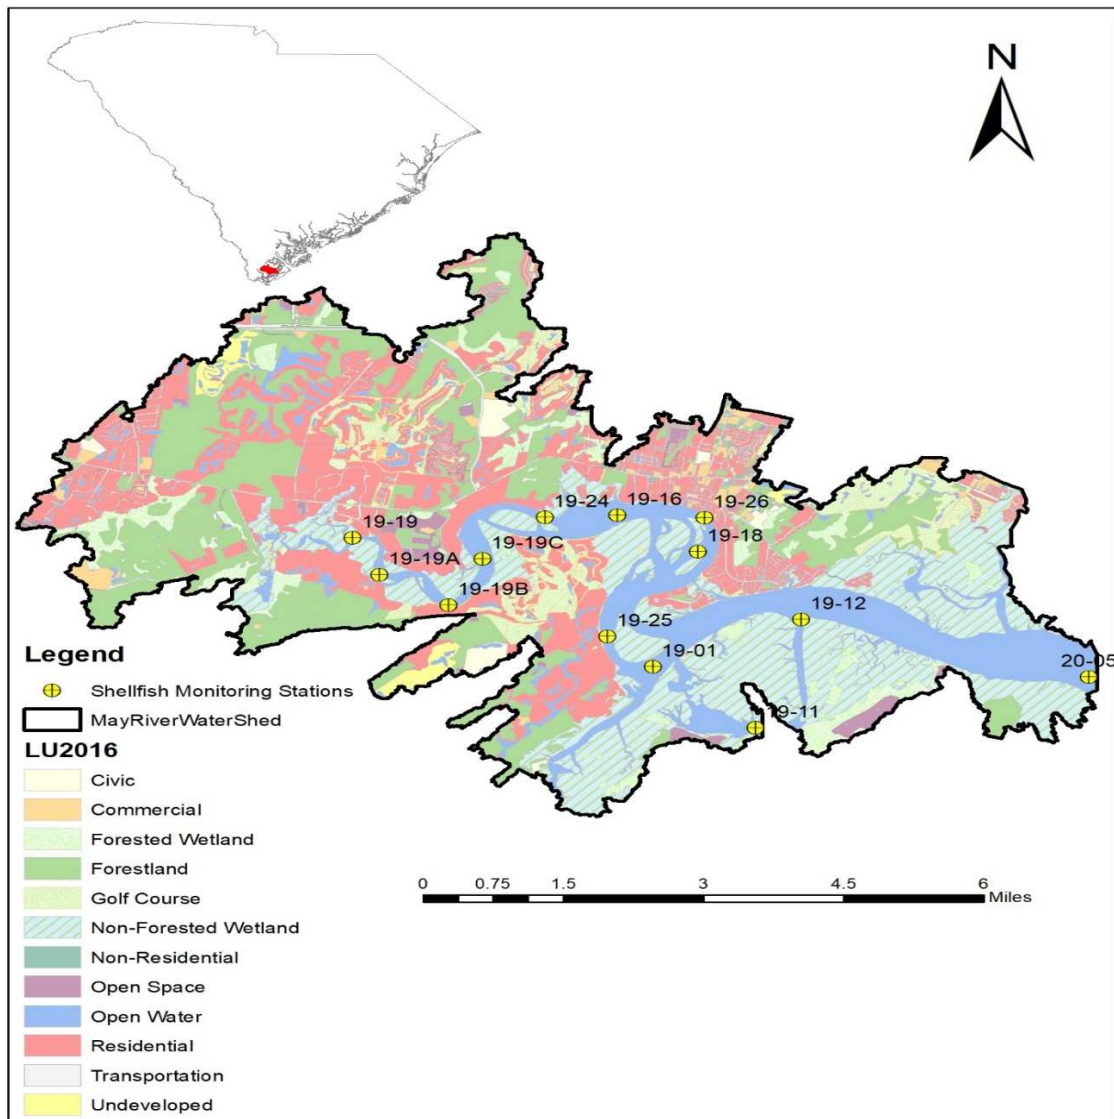 N
19-24
19-16
19-26
19-19
19-19C
19-18
19-19A
19-19B
19-12
19-25
19-01
20-05
19-11
Legend
Shellfish Monitoring Stations
MayRiverWaterShed
LU2016
Civic
Commercial
Forested Wetland
Forestland
Golf Course
Non-Forested Wetland
Non-Residential
Open Space
Open Water
Residential
Transportation
Undeveloped
0 0.75 1.5 3 4.5 6
Miles